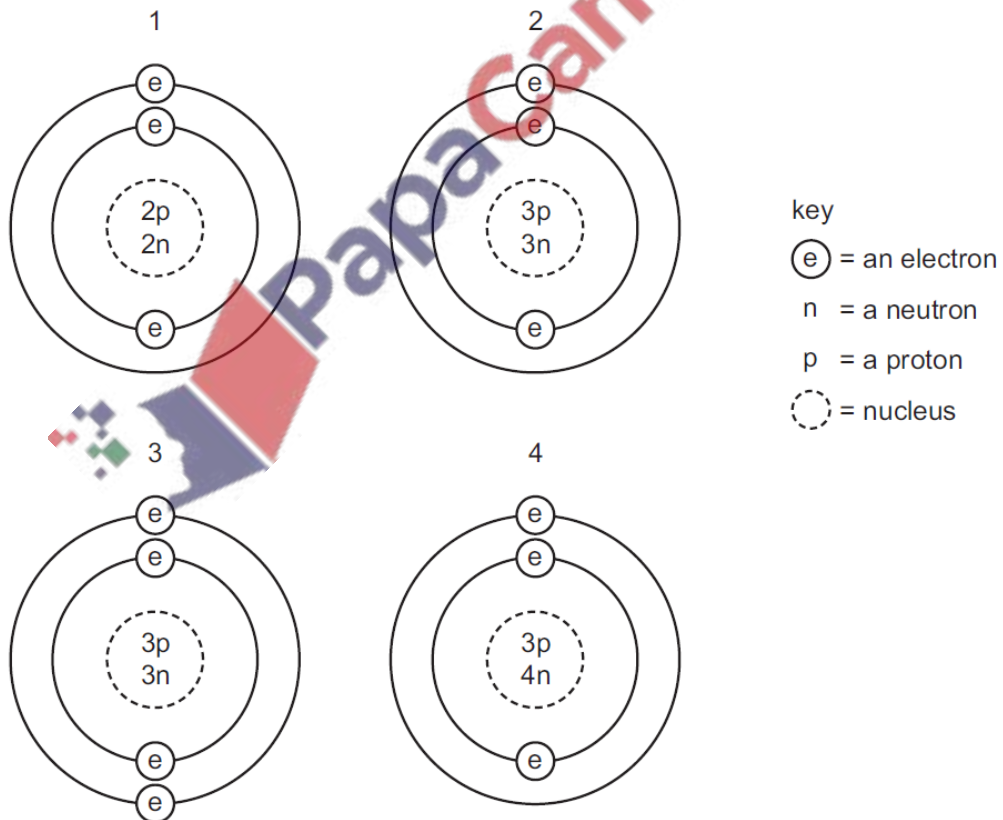 1
2
e
e
2p
2n
e
e
e
3p
3n
e
key
e = an electron
n = a neutron
p = a proton
= nucleus
3
4
e
e
3p
3n
e
e
e
e
3p
4n
e
PapaCam